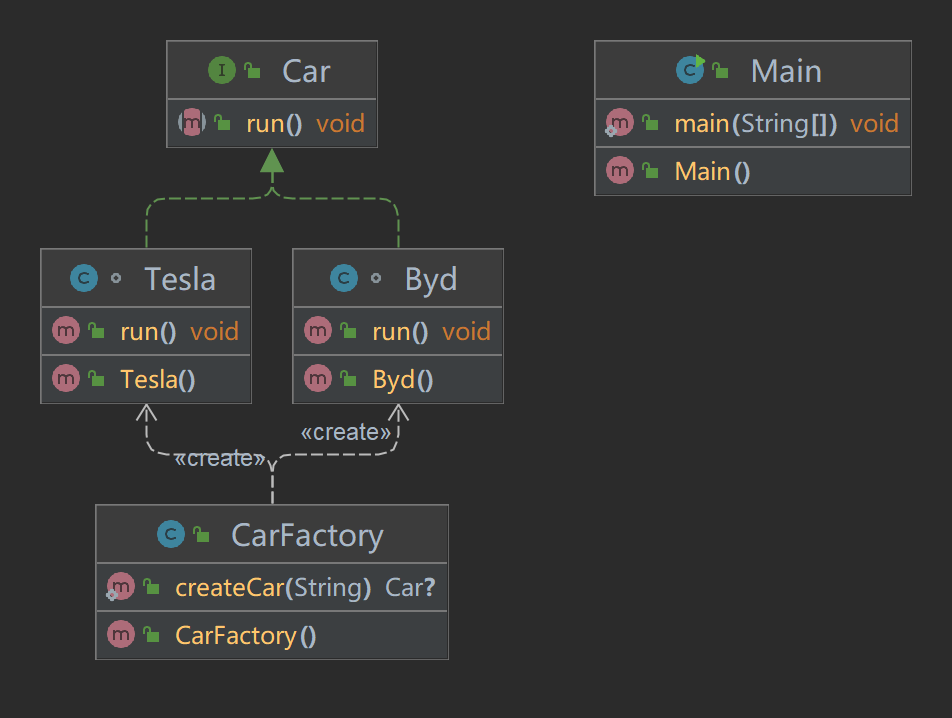 Car
run() void
Main
main(String[]) void
Main()
Tesla
run() void
Tesla()
Byd
run() void
Byd()
«create»
«create»
CarFactory
createCar(String) Car?
CarFactory()